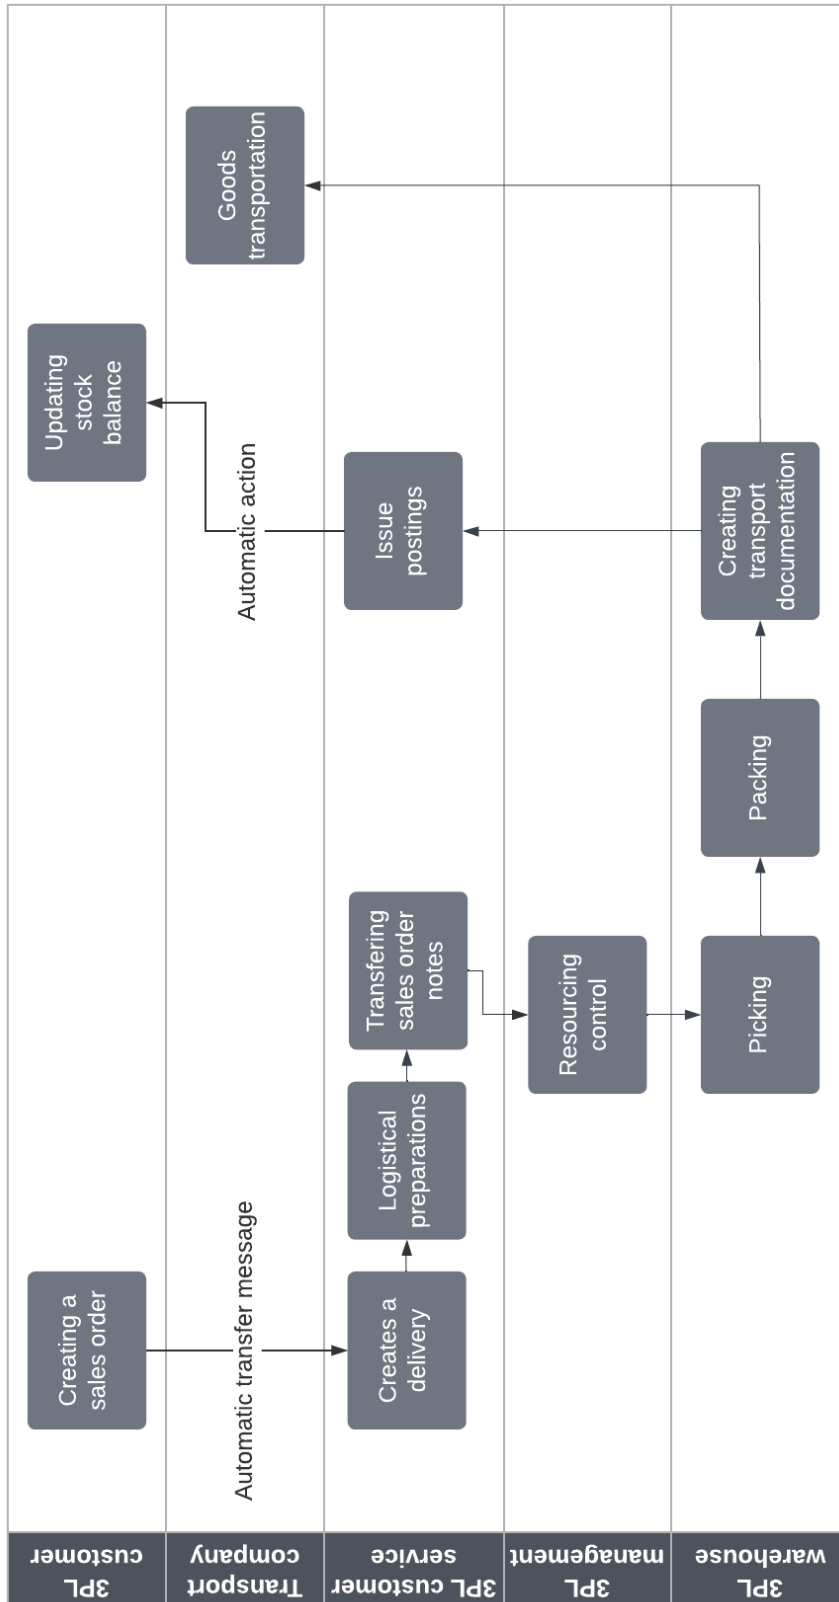 3PL
customer
Creating a
sales order
Updating
stock
balance
Transport
company
Automatic transfer message
Automatic action
Goods
transportation
3PL customer
service
Creates a
delivery
Logistical
preparations
Transfering
sales order
notes
Issue
postings
3PL
management
Resourcing
control
3PL
warehouse
Picking
Packing
Creating
transport
documentation